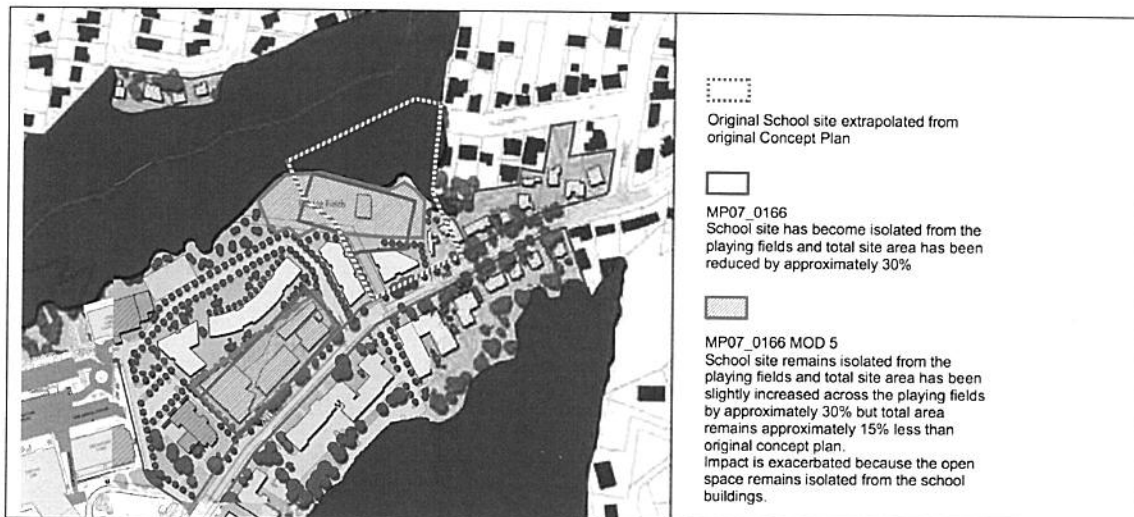 Original School site extrapolated from
original Concept Plan
MP07_0166
School site has become isolated from the
playing fields and total site area has been
reduced by approximately 30%
MP07_0166 MOD 5
School site remains isolated from the
playing fields and total site area has been
slightly increased across the playing fields
by approximately 30% but total area
remains approximately 15% less than
original concept plan.
Impact is exacerbated because the open
space remains isolated from the school
buildings.